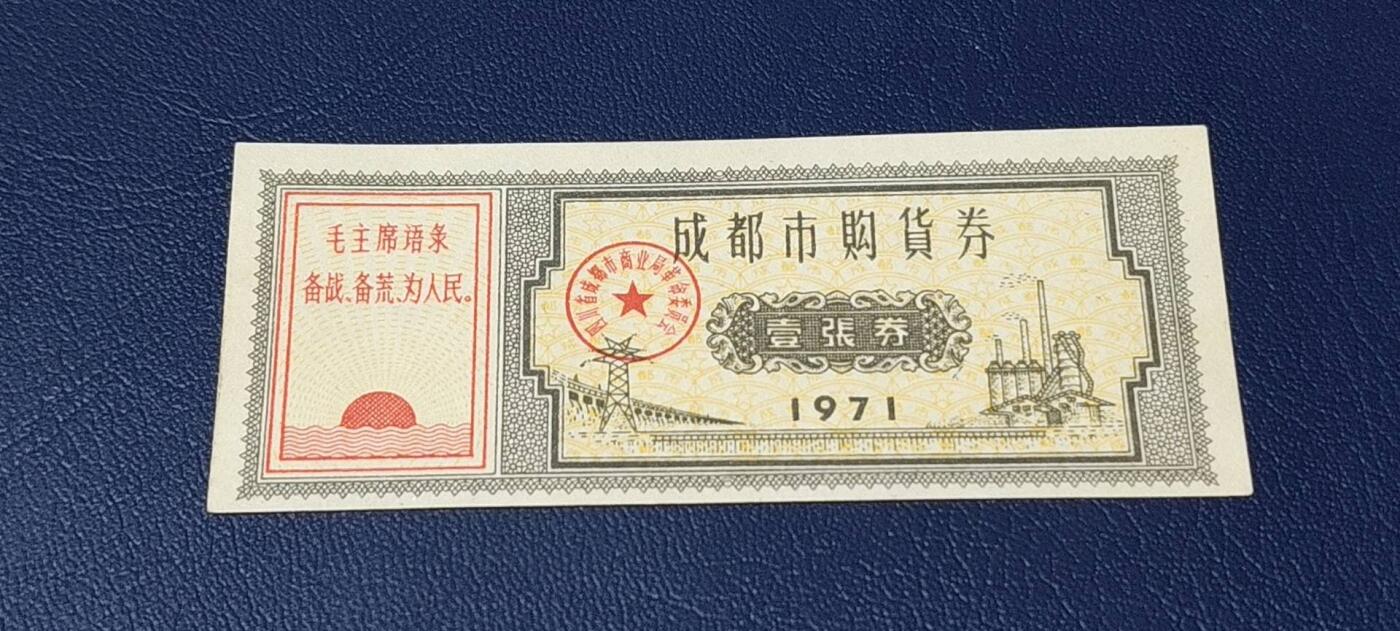 毛主席语录
备战、备荒、为人民。
成都市购货券
四川省成都市商业局革命委员会
壹張券
1971